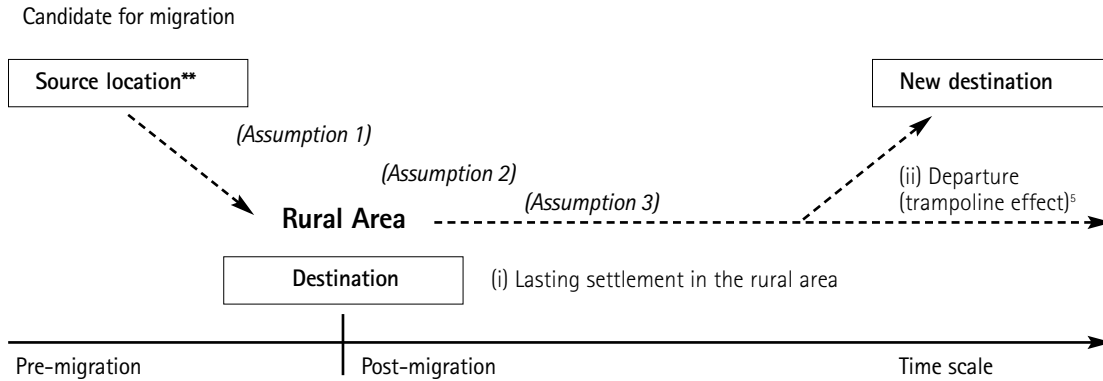 Candidate for migration
Source location**
New destination
(Assumption 1)
(Assumption 2)
(Assumption 3)
(ii) Departure
(trampoline effect)⁵
Rural Area
Destination
(i) Lasting settlement in the rural area
Pre-migration
Post-migration
Time scale